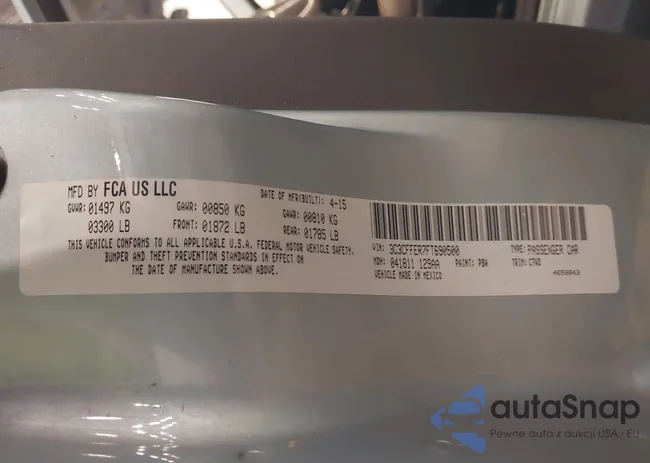 MFD BY FCA US LLC DATE OF MFR(BUILT): 4-15
GVWR: 01497 KG GAWR: 00850 KG GAWR: 00810 KG
03300 LB FRONT: 01872 LB REAR: 01785 LB
THIS VEHICLE CONFORMS TO ALL APPLICABLE U.S.A. FEDERAL MOTOR VEHICLE SAFETY,
BUMPER AND THEFT PREVENTION STANDARDS IN EFFECT ON
THE DATE OF MANUFACTURE SHOWN ABOVE.
VIN: 3C3CFFER7FT690500 TYPE: PASSENGER CAR
MDH: 041811 129AA PAINT: PBA TRIM: C7XD
VEHICLE MADE IN MEXICO 4658943
autaSnap
Pewne auta z aukcji USA i EU